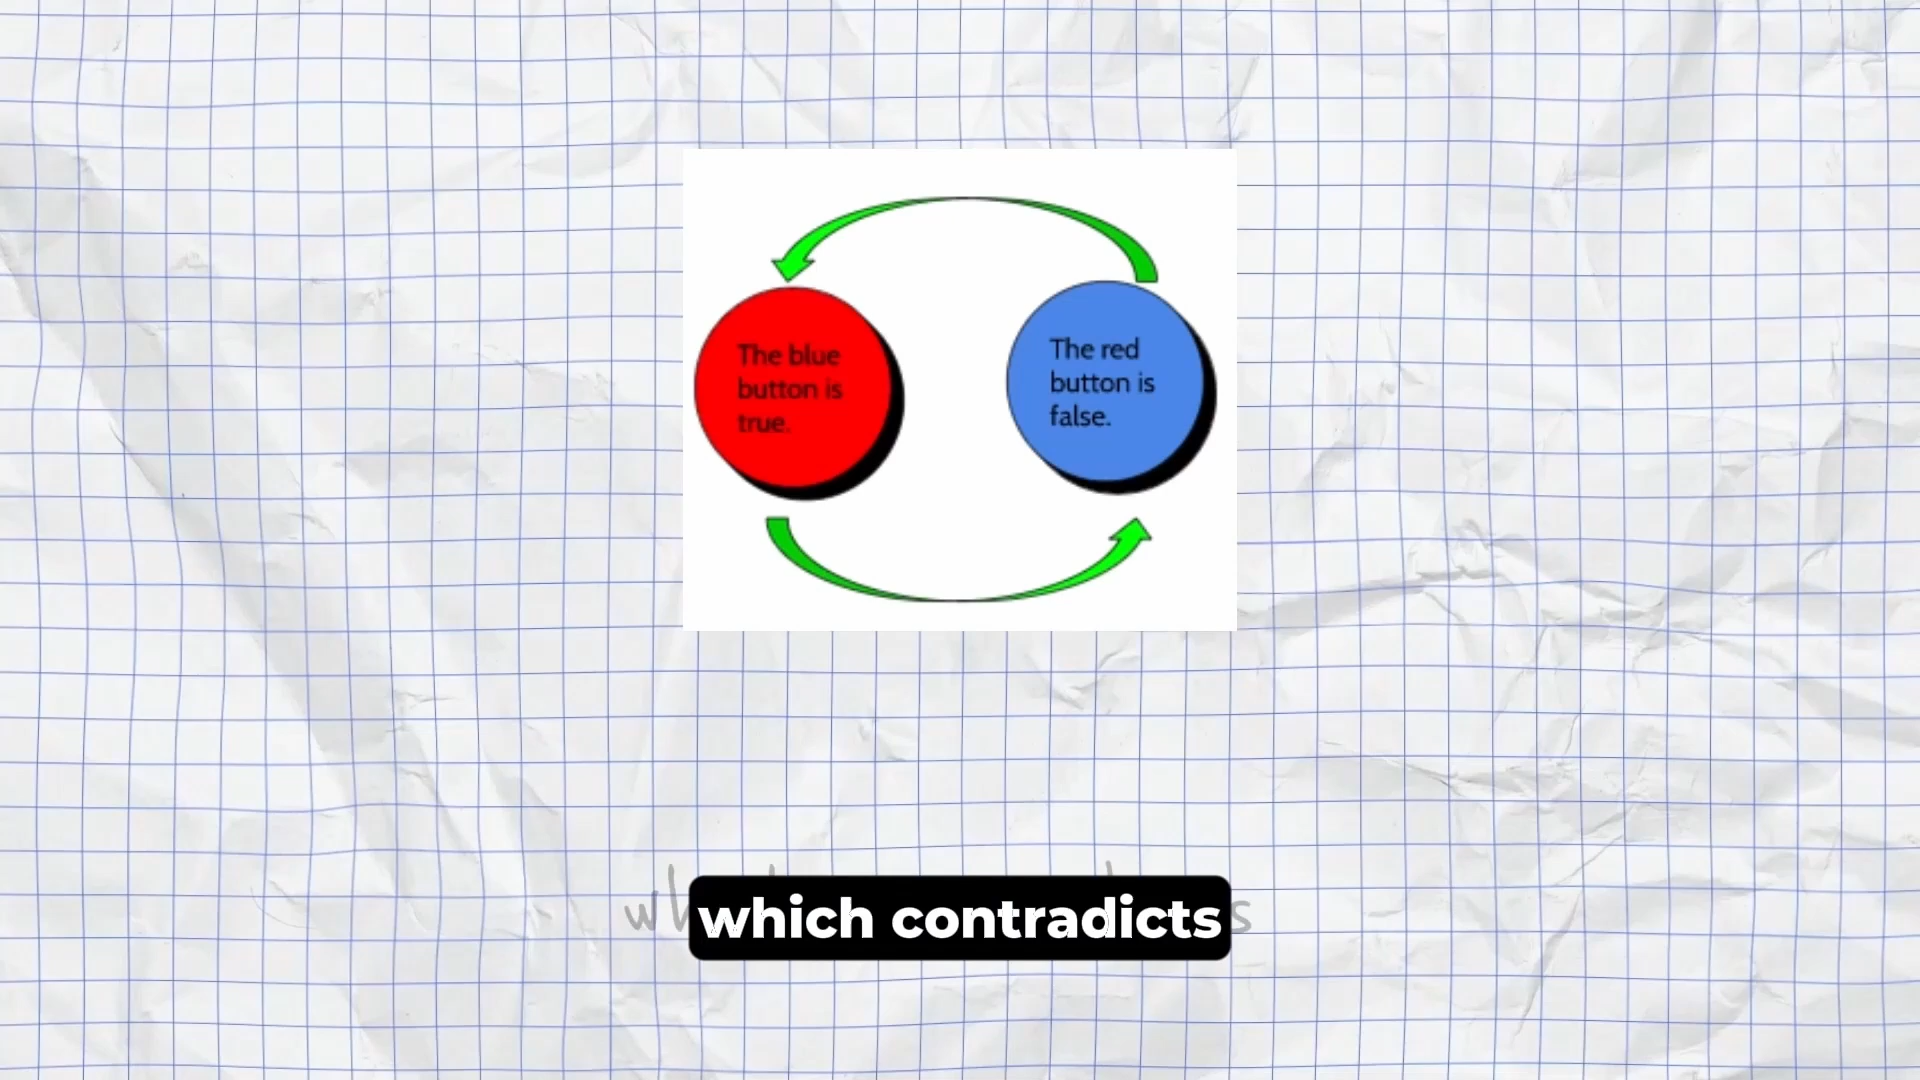 The blue
button is
true.
The red
button is
false.
which contradicts